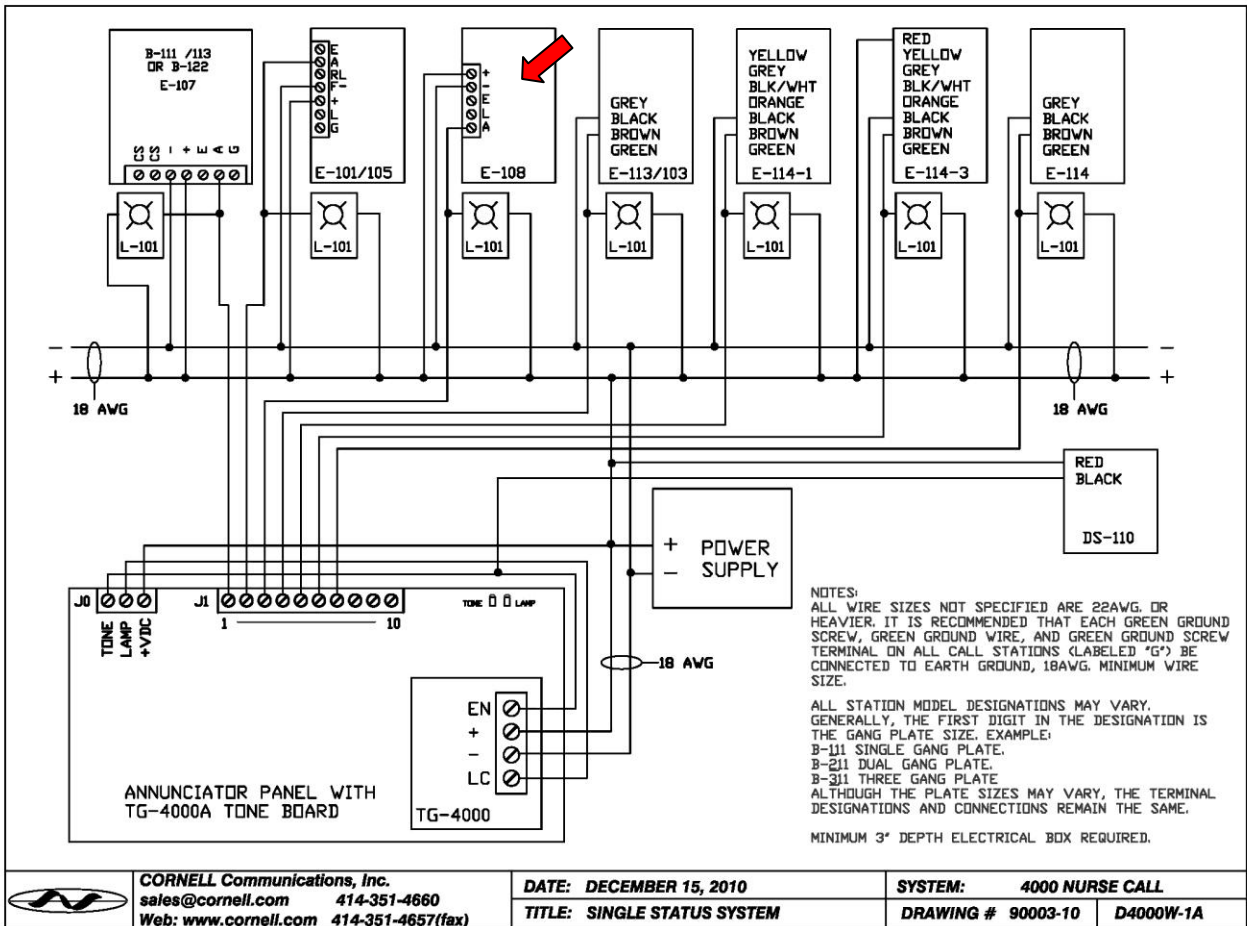 B-111 /113
OR B-122
E-107
CS CS - + E A G
L-101
E
A
RL
F-
+
L
G
E-101/105
L-101
+
-
E
L
A
E-108
L-101
GREY
BLACK
BROWN
GREEN
E-113/103
L-101
YELLOW
GREY
BLK/WHT
ORANGE
BLACK
BROWN
GREEN
E-114-1
L-101
RED
YELLOW
GREY
BLK/WHT
ORANGE
BLACK
BROWN
GREEN
E-114-3
L-101
GREY
BLACK
BROWN
GREEN
E-114
L-101
- -
+ +
18 AWG
18 AWG
RED
BLACK
DS-110
+ POWER
- SUPPLY
J0
TONE
LAMP
+VDC
J1
1 10
TONE LAMP
18 AWG
EN
+
-
LC
TG-4000
ANNUNCIATOR PANEL WITH
TG-4000A TONE BOARD
NOTES:
ALL WIRE SIZES NOT SPECIFIED ARE 22AWG. OR
HEAVIER. IT IS RECOMMENDED THAT EACH GREEN GROUND
SCREW, GREEN GROUND WIRE, AND GREEN GROUND SCREW
TERMINAL ON ALL CALL STATIONS (LABELED "G") BE
CONNECTED TO EARTH GROUND, 18AWG. MINIMUM WIRE
SIZE.
ALL STATION MODEL DESIGNATIONS MAY VARY.
GENERALLY, THE FIRST DIGIT IN THE DESIGNATION IS
THE GANG PLATE SIZE. EXAMPLE:
B-111 SINGLE GANG PLATE.
B-211 DUAL GANG PLATE.
B-311 THREE GANG PLATE
ALTHOUGH THE PLATE SIZES MAY VARY, THE TERMINAL
DESIGNATIONS AND CONNECTIONS REMAIN THE SAME.
MINIMUM 3" DEPTH ELECTRICAL BOX REQUIRED.
CORNELL Communications, Inc.
sales@cornell.com 414-351-4660
Web: www.cornell.com 414-351-4657(fax)
DATE: DECEMBER 15, 2010
TITLE: SINGLE STATUS SYSTEM
SYSTEM: 4000 NURSE CALL
DRAWING # 90003-10 D4000W-1A